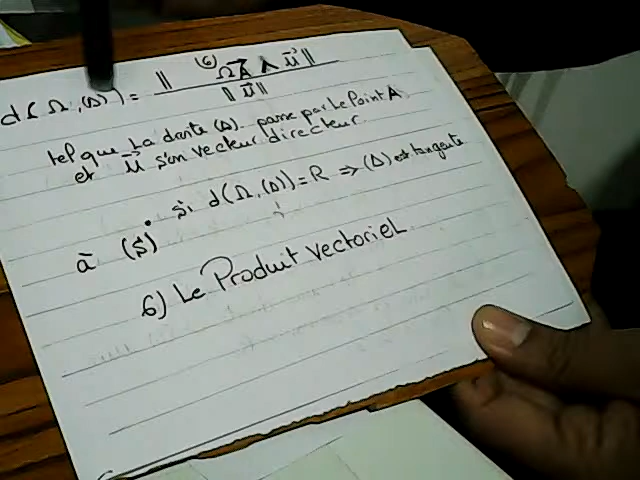 (6)
d(Ω,(Δ)) = ‖ΩA⃗ ∧ u⃗‖ / ‖u⃗‖
tel que La droite (Δ) passe par Le Point A
et u⃗ son vecteur directeur
• si d(Ω,(Δ)) = R ⇒ (Δ) est tangente
à (S)
6) Le Produit vectoriel